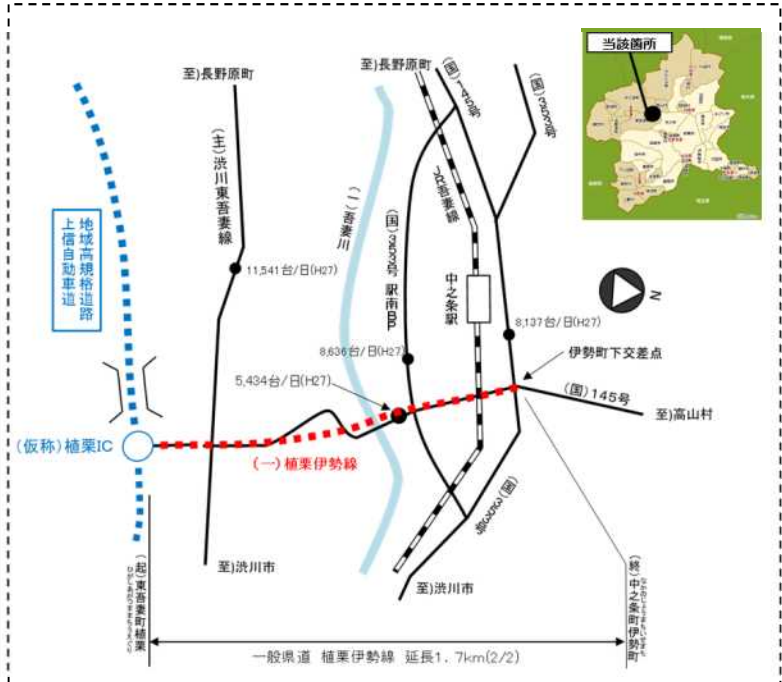 当該箇所
至)長野原町
至)長野原町
(国)145号
(国)353号
(主)渋川東吾妻線
(一)吾妻川
JR吾妻線
(国)353号 駅南BP
地域高規格道路
上信自動車道
11,541台/日(H27)
中之条駅
N
8,137台/日(H27)
8,636台/日(H27)
伊勢町下交差点
5,434台/日(H27)
(国)145号
至)高山村
(仮称)植栗IC
(一)植栗伊勢線
(国)353号
至)渋川市
至)渋川市
(起)東吾妻町植栗
(終)中之条町伊勢町
一般県道 植栗伊勢線 延長1.7km(2/2)